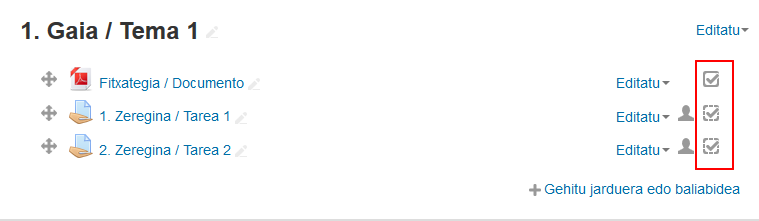 1. Gaia / Tema 1 Editatu
Fitxategia / Documento Editatu
1. Zeregina / Tarea 1 Editatu
2. Zeregina / Tarea 2 Editatu
Gehitu jarduera edo baliabidea